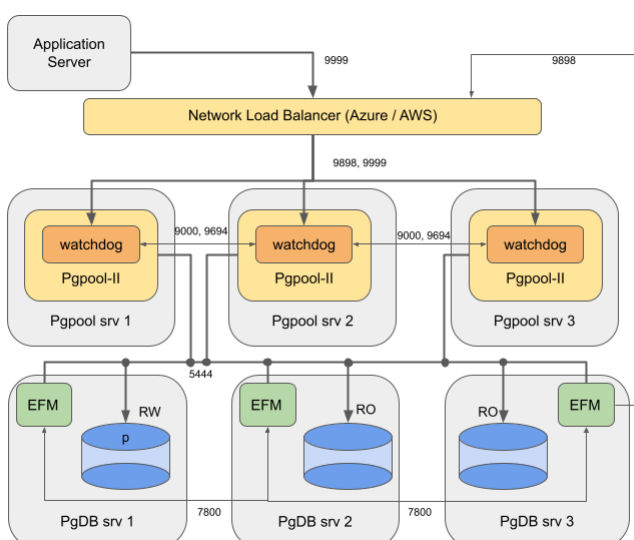 Application
Server
9999
9898
Network Load Balancer (Azure / AWS)
9898, 9999
watchdog
9000, 9694
watchdog
9000, 9694
watchdog
Pgpool-II
Pgpool-II
Pgpool-II
Pgpool srv 1
Pgpool srv 2
Pgpool srv 3
5444
EFM
RW
EFM
RO
RO
EFM
p
7800
7800
PgDB srv 1
PgDB srv 2
PgDB srv 3